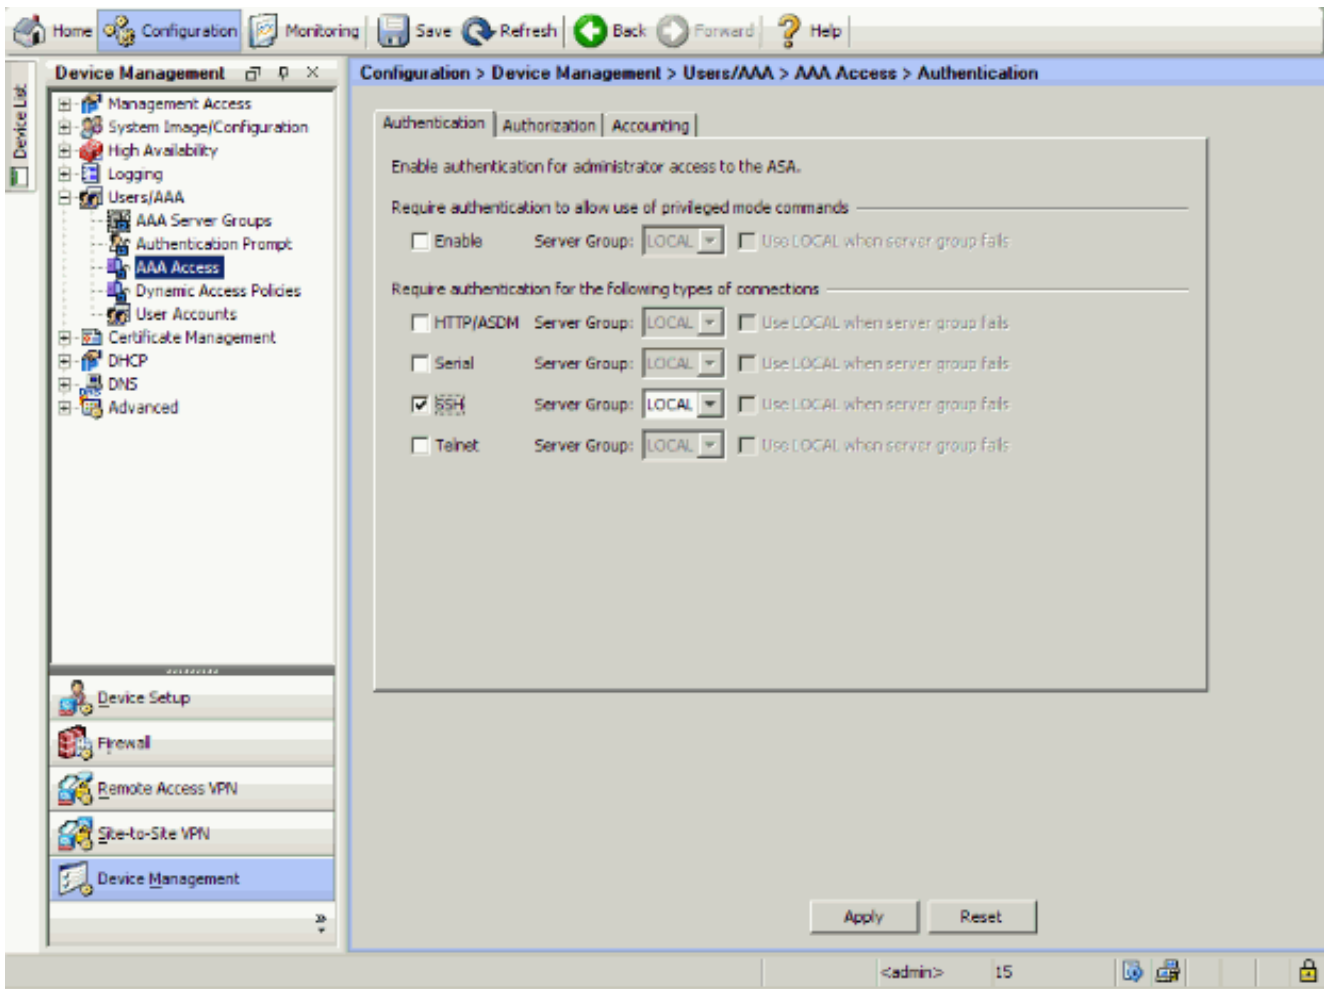 Home Configuration Monitoring Save Refresh Back Forward Help
Device List
Device Management
Configuration > Device Management > Users/AAA > AAA Access > Authentication
Management Access
System Image/Configuration
High Availability
Logging
Users/AAA
AAA Server Groups
Authentication Prompt
AAA Access
Dynamic Access Policies
User Accounts
Certificate Management
DHCP
DNS
Advanced
Device Setup
Firewall
Remote Access VPN
Site-to-Site VPN
Device Management
Authentication Authorization Accounting
Enable authentication for administrator access to the ASA.
Require authentication to allow use of privileged mode commands
Enable Server Group: LOCAL Use LOCAL when server group fails
Require authentication for the following types of connections
HTTP/ASDM Server Group: LOCAL Use LOCAL when server group fails
Serial Server Group: LOCAL Use LOCAL when server group fails
SSH Server Group: LOCAL Use LOCAL when server group fails
Telnet Server Group: LOCAL Use LOCAL when server group fails
Apply Reset
<admin> 15